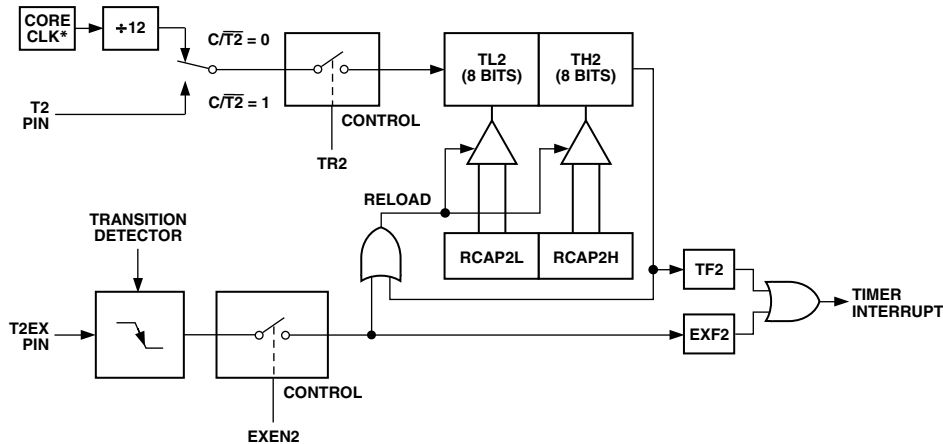 CORE
CLK*
÷12
C/T2 = 0
T2
PIN
C/T2 = 1
CONTROL
TR2
TL2
(8 BITS)
TH2
(8 BITS)
RELOAD
TRANSITION
DETECTOR
RCAP2L
RCAP2H
TF2
TIMER
INTERRUPT
T2EX
PIN
EXF2
CONTROL
EXEN2